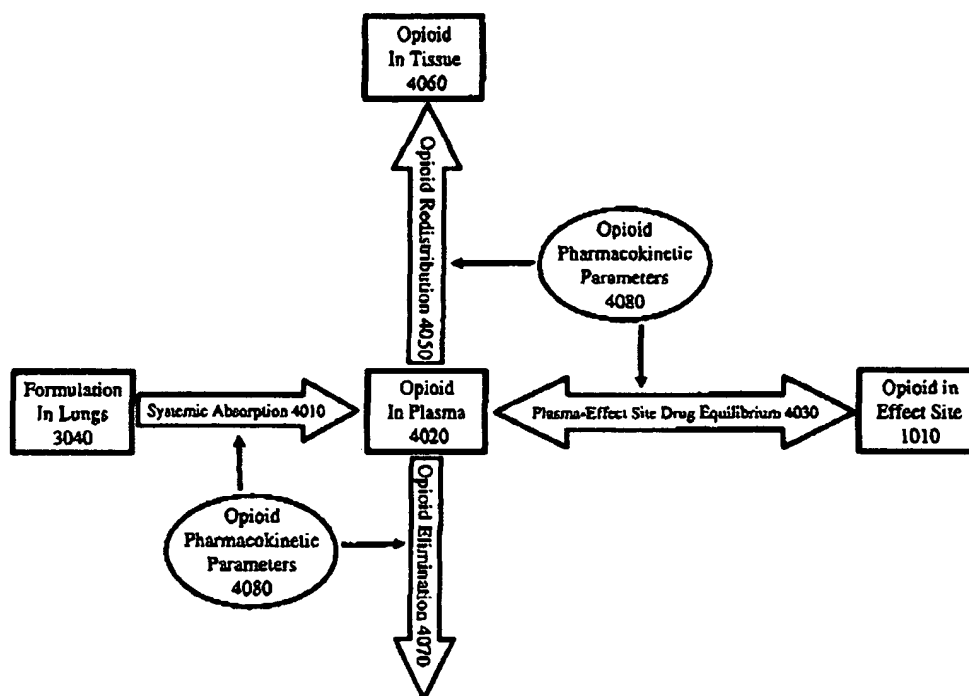 Opioid
In Tissue
4060
Opioid Redistribution 4050
Opioid
Pharmacokinetic
Parameters
4080
Formulation
In Lungs
3040
Systemic Absorption 4010
Opioid
In Plasma
4020
Plasma-Effect Site Drug Equilibrium 4030
Opioid in
Effect Site
1010
Opioid
Pharmacokinetic
Parameters
4080
Opioid Elimination 4070